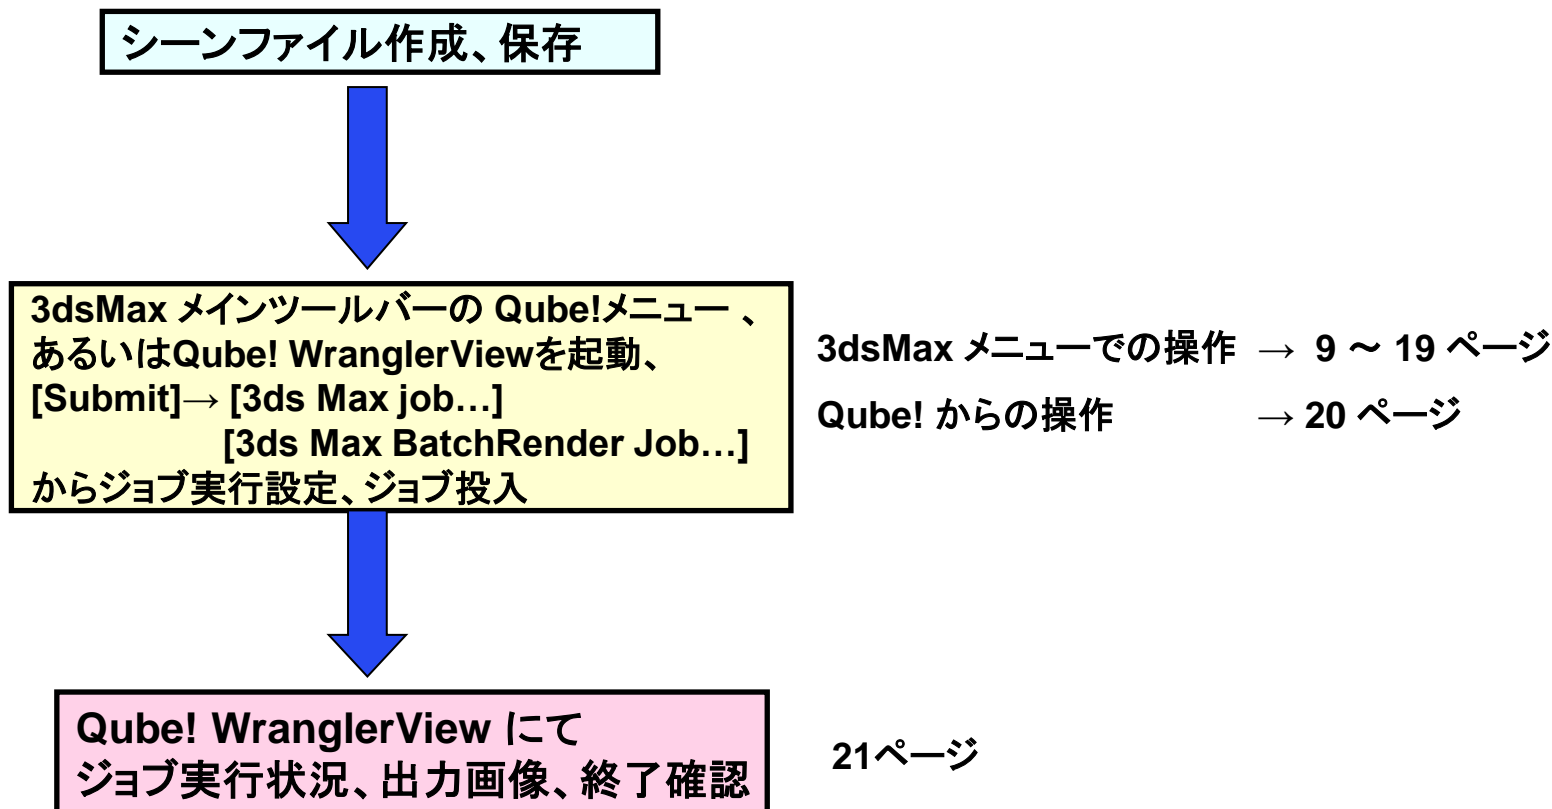 シーンファイル作成、保存
3dsMax メインツールバーの Qube!メニュー 、
あるいはQube! WranglerViewを起動、
[Submit]→ [3ds Max job…]
[3ds Max BatchRender Job…]
からジョブ実行設定、ジョブ投入
3dsMax メニューでの操作 → 9 ～ 19 ページ
Qube! からの操作 → 20 ページ
Qube! WranglerView にて
ジョブ実行状況、出力画像、終了確認
21ページ